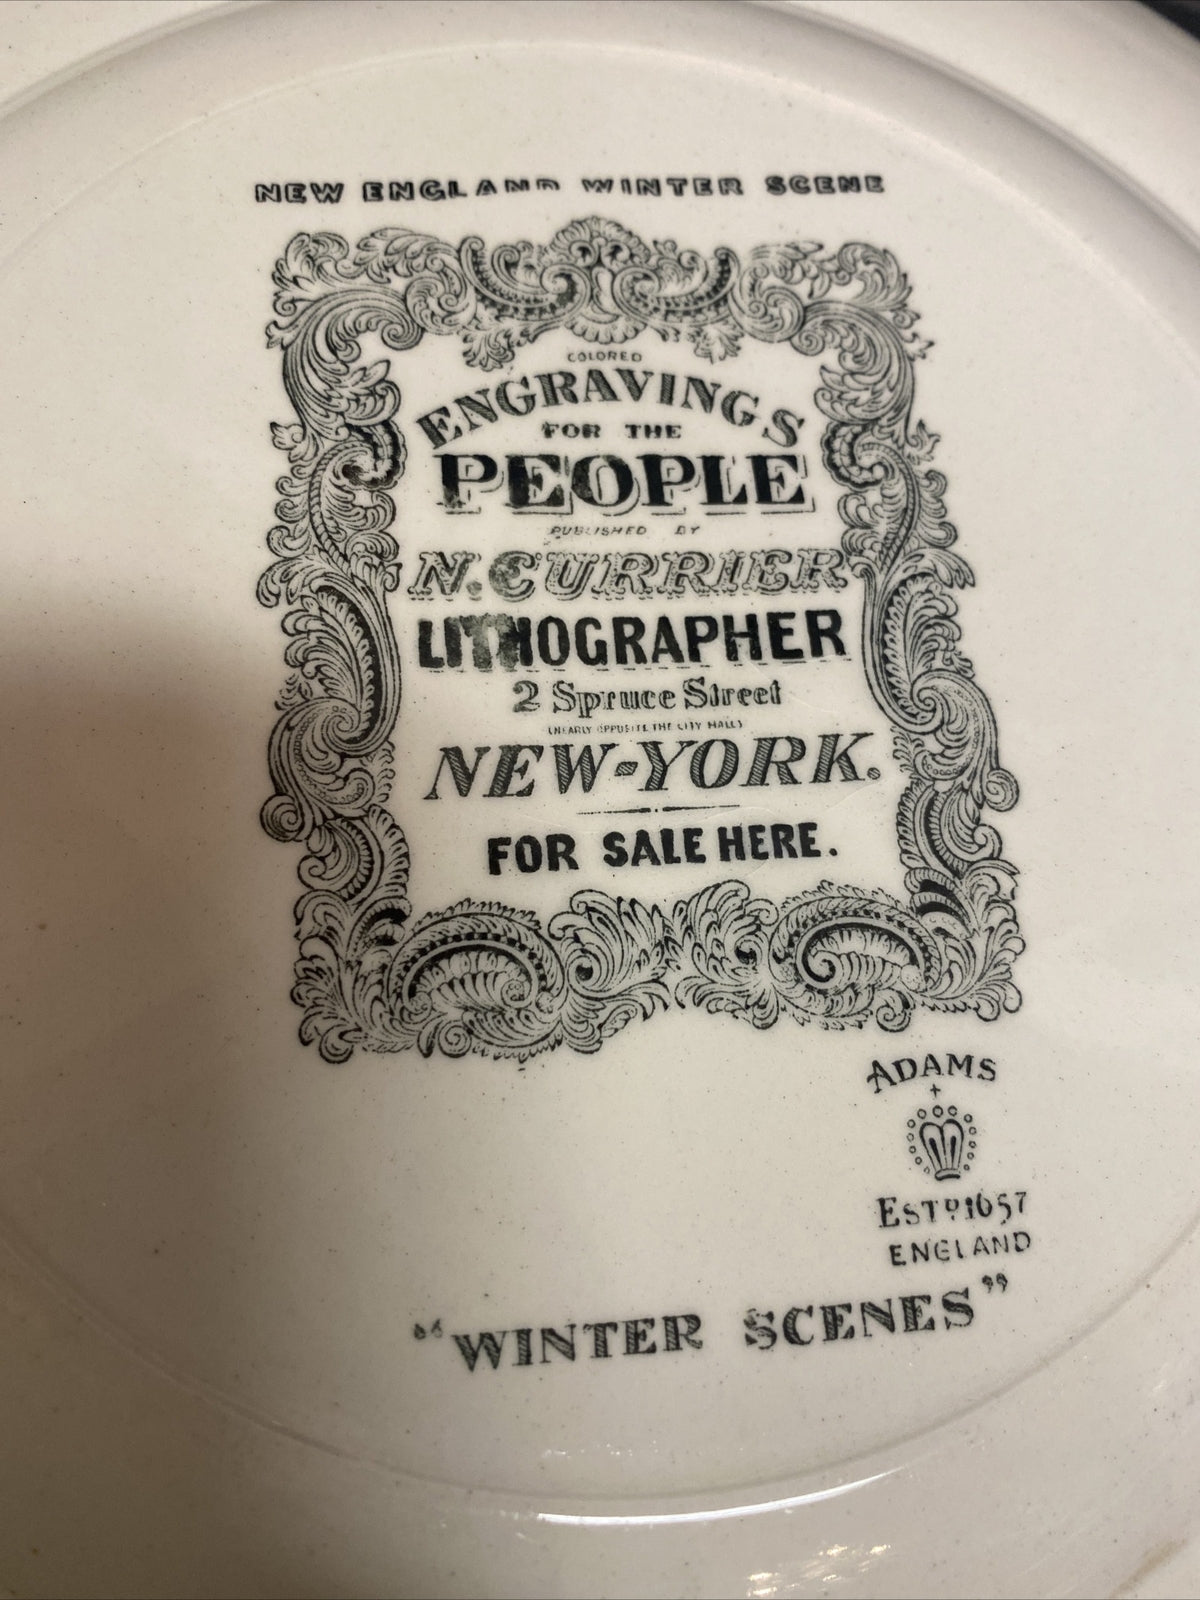 NEW ENGLAND WINTER SCENE
COLORED
ENGRAVINGS
FOR THE
PEOPLE
PUBLISHED BY
N. CURRIER
LITHOGRAPHER
2 Spruce Street
(NEARLY OPPOSITE THE CITY HALL)
NEW-YORK.
FOR SALE HERE.
ADAMS
ESTD 1657
ENGLAND
"WINTER SCENES"